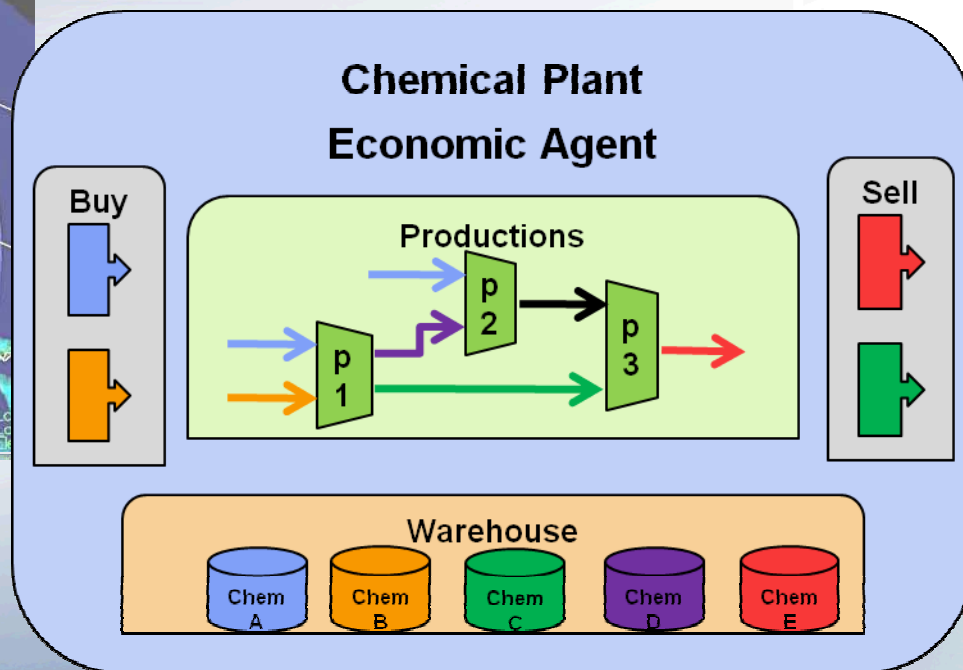 Chemical Plant
Economic Agent
Buy
Sell
Productions
p
2
p
1
p
3
Warehouse
Chem
A
Chem
B
Chem
C
Chem
D
Chem
E